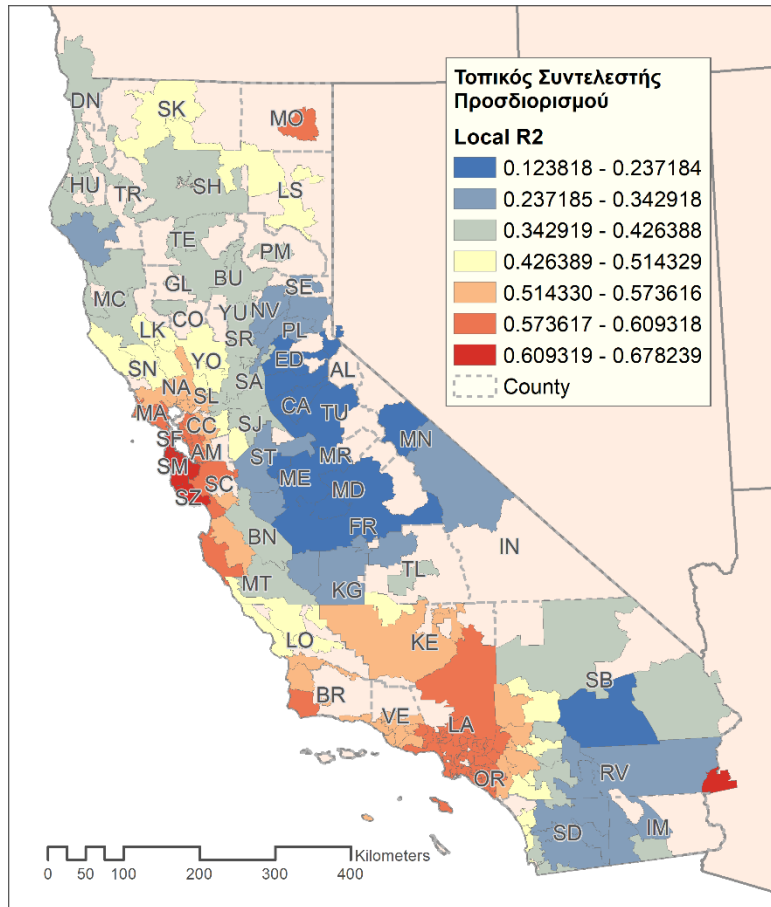 Τοπικός Συντελεστής
Προσδιορισμού
Local R2
0.123818 - 0.237184
0.237185 - 0.342918
0.342919 - 0.426388
0.426389 - 0.514329
0.514330 - 0.573616
0.573617 - 0.609318
0.609319 - 0.678239
County
DN
SK
MO
HU
TR
SH
LS
TE
PM
GL
BU
SE
MC
CO
YU
NV
LK
SR
PL
SN
YO
ED
NA
SL
SA
AL
MA
CC
CA
TU
SF
AM
SJ
MN
SM
SC
ST
MR
SZ
ME
MD
BN
FR
IN
MT
KG
TL
LO
KE
BR
SB
VE
LA
OR
RV
SD
IM
Kilometers
0 50 100 200 300 400